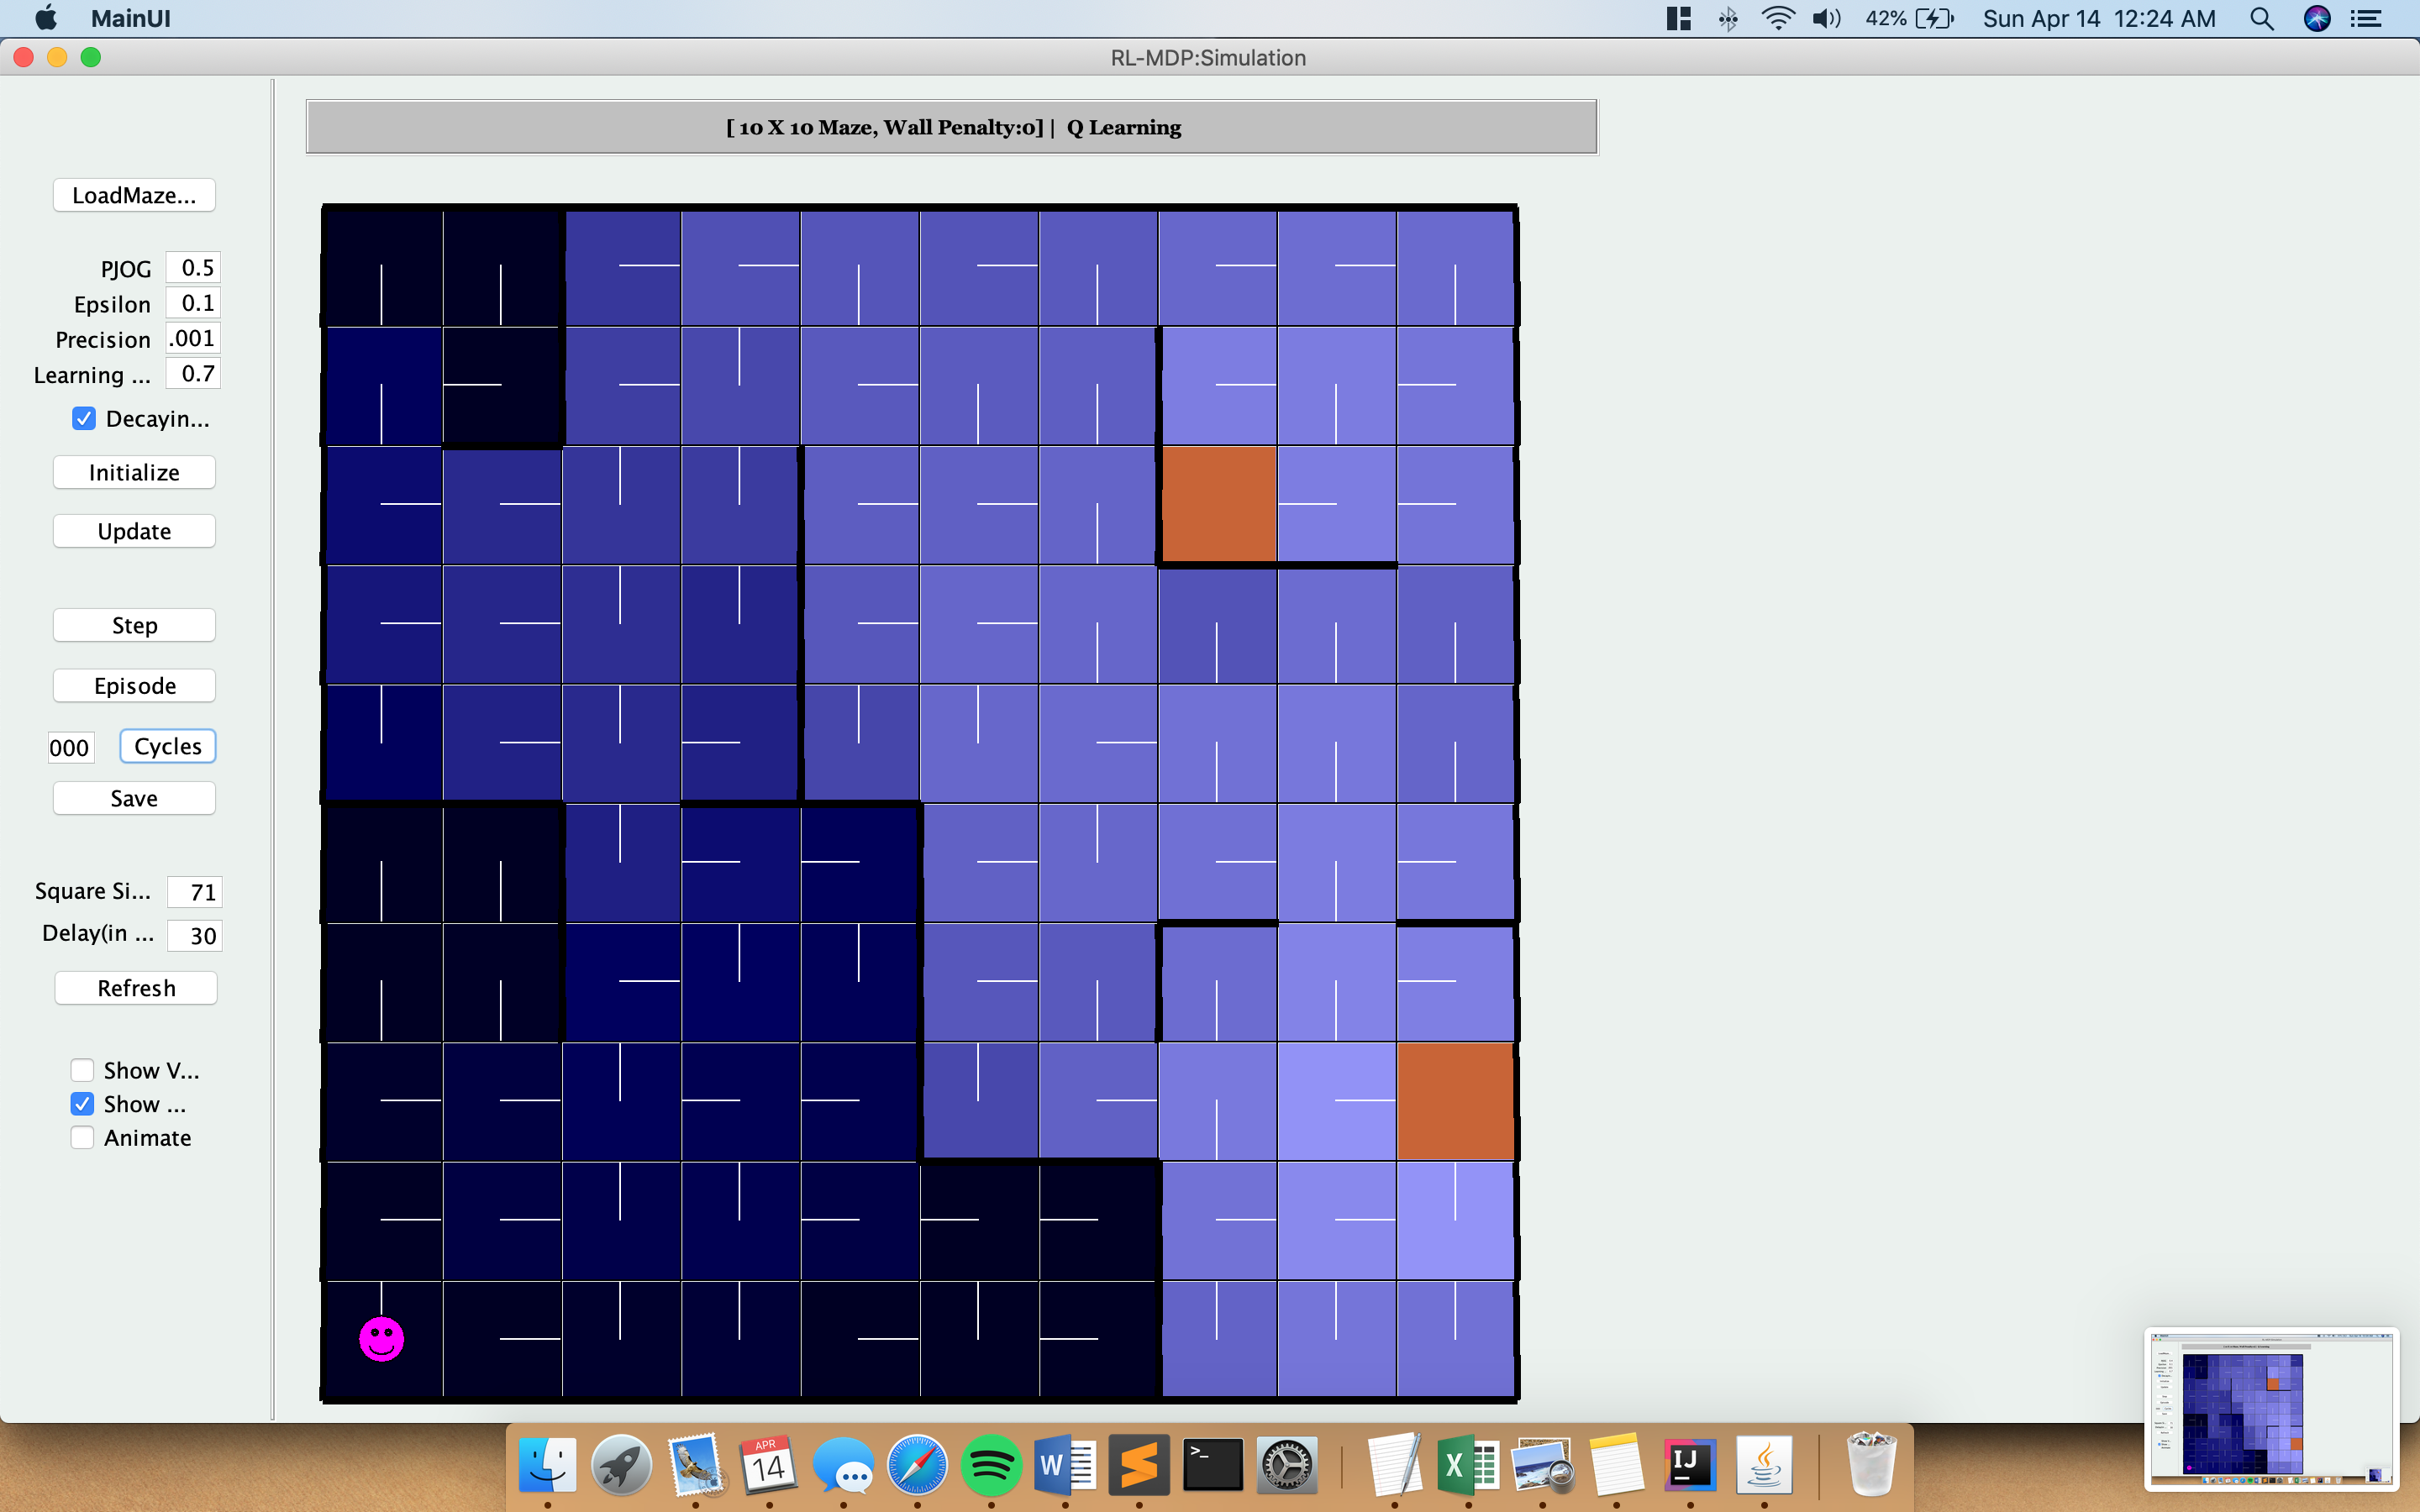 MainUI
42%
Sun Apr 14 12:24 AM
RL-MDP:Simulation
[ 10 X 10 Maze, Wall Penalty:0] | Q Learning
LoadMaze...
PJOG 0.5
Epsilon 0.1
Precision .001
Learning ... 0.7
Decayin...
Initialize
Update
Step
Episode
000 Cycles
Save
Square Si... 71
Delay(in ... 30
Refresh
Show V...
Show ...
Animate
APR
14
W
>_
X
IJ